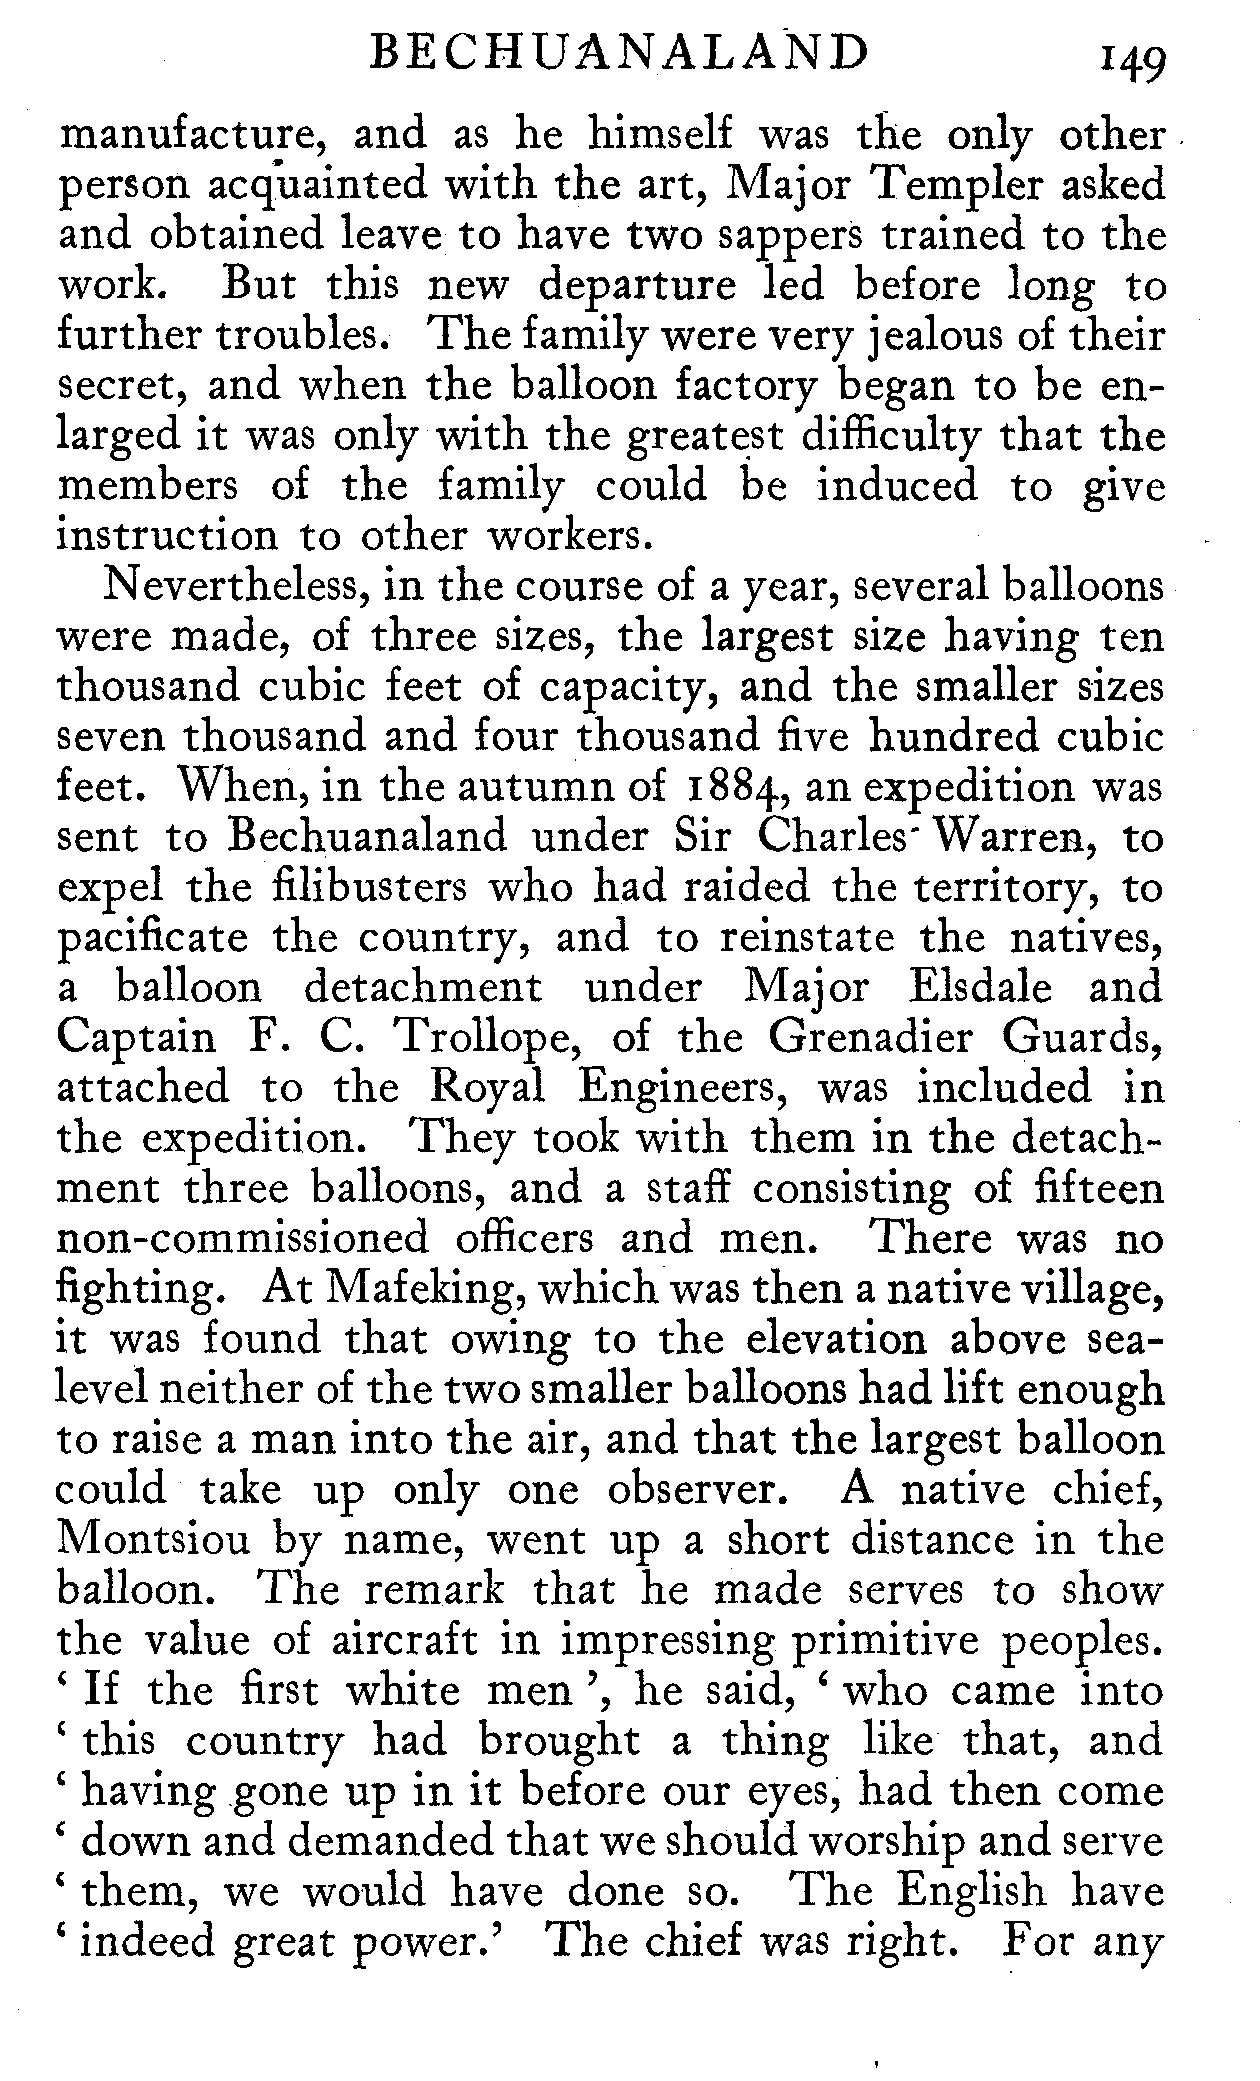 BECHUANALAND 149
manufacture, and as he himself was the only other
person acquainted with the art, Major Templer asked
and obtained leave to have two sappers trained to the
work. But this new departure led before long to
further troubles. The family were very jealous of their
secret, and when the balloon factory began to be en-
larged it was only with the greatest difficulty that the
members of the family could be induced to give
instruction to other workers.
Nevertheless, in the course of a year, several balloons
were made, of three sizes, the largest size having ten
thousand cubic feet of capacity, and the smaller sizes
seven thousand and four thousand five hundred cubic
feet. When, in the autumn of 1884, an expedition was
sent to Bechuanaland under Sir Charles Warren, to
expel the filibusters who had raided the territory, to
pacificate the country, and to reinstate the natives,
a balloon detachment under Major Elsdale and
Captain F. C. Trollope, of the Grenadier Guards,
attached to the Royal Engineers, was included in
the expedition. They took with them in the detach-
ment three balloons, and a staff consisting of fifteen
non-commissioned officers and men. There was no
fighting. At Mafeking, which was then a native village,
it was found that owing to the elevation above sea-
level neither of the two smaller balloons had lift enough
to raise a man into the air, and that the largest balloon
could take up only one observer. A native chief,
Montsiou by name, went up a short distance in the
balloon. The remark that he made serves to show
the value of aircraft in impressing primitive peoples.
‘ If the first white men ’, he said, ‘ who came into
‘ this country had brought a thing like that, and
‘ having gone up in it before our eyes, had then come
‘ down and demanded that we should worship and serve
‘ them, we would have done so. The English have
‘ indeed great power.’ The chief was right. For any